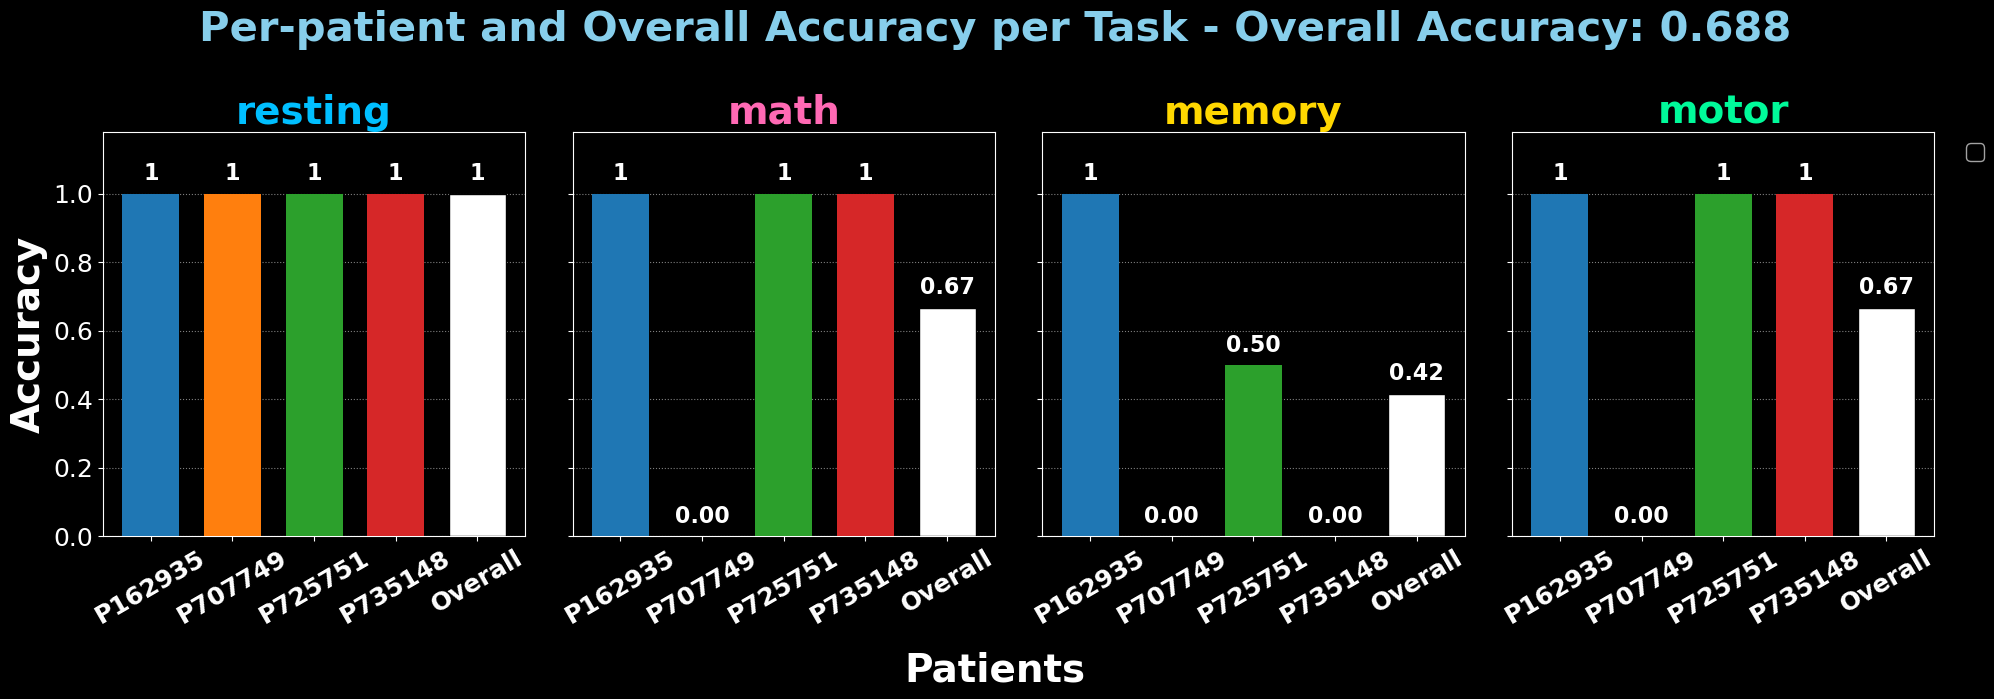 Per-patient and Overall Accuracy per Task - Overall Accuracy: 0.688
resting
math
memory
motor
Accuracy
1.0
0.8
0.6
0.4
0.2
0.0
1 1 1 1 1
1 0.00 1 1 0.67
1 0.00 0.50 0.00 0.42
1 0.00 1 1 0.67
P162935 P707749 P725751 P735148 Overall
P162935 P707749 P725751 P735148 Overall
P162935 P707749 P725751 P735148 Overall
P162935 P707749 P725751 P735148 Overall
Patients